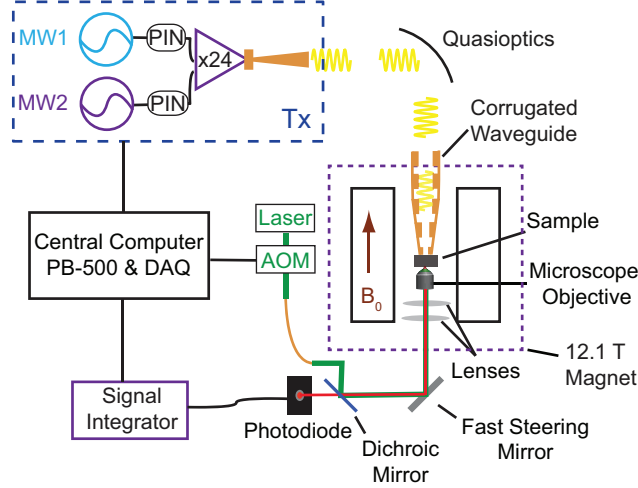 MW1
PIN
x24
MW2
PIN
Tx
Quasioptics
Corrugated
Waveguide
Laser
AOM
Central Computer
PB-500 & DAQ
B0
Sample
Microscope
Objective
Lenses
12.1 T
Magnet
Signal
Integrator
Photodiode
Dichroic
Mirror
Fast Steering
Mirror